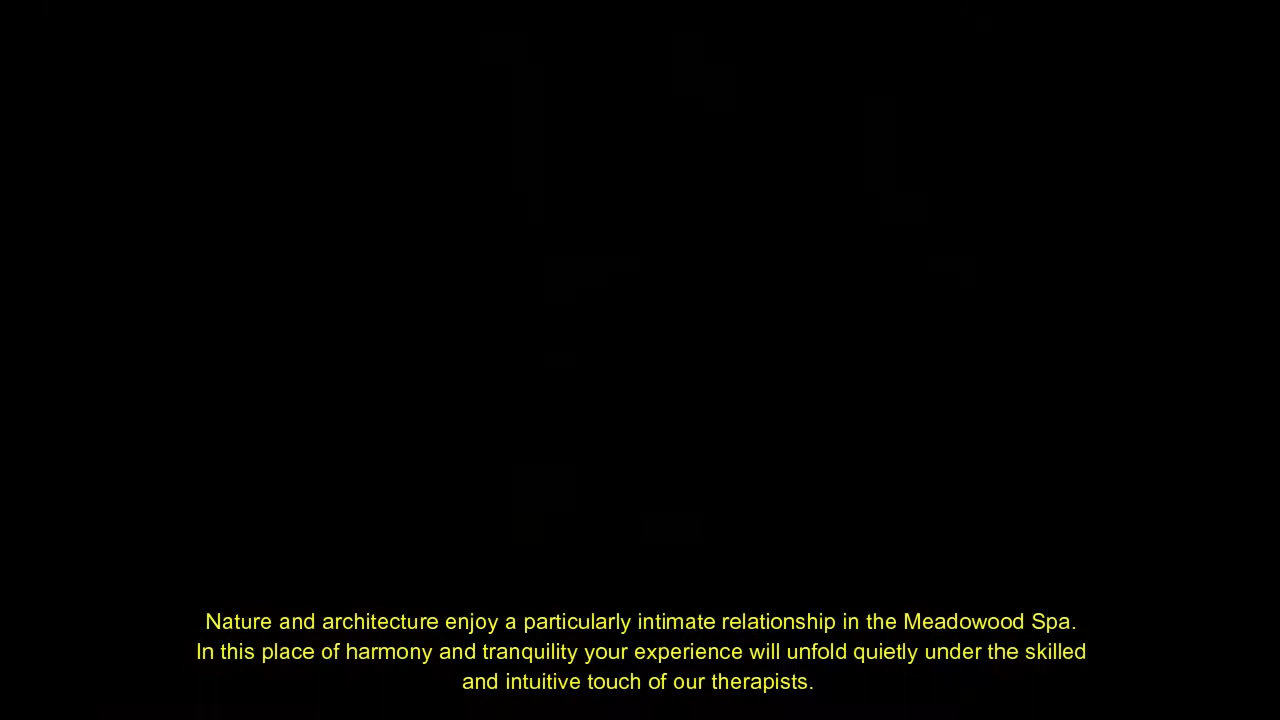 Nature and architecture enjoy a particularly intimate relationship in the Meadowood Spa.
In this place of harmony and tranquility your experience will unfold quietly under the skilled
and intuitive touch of our therapists.